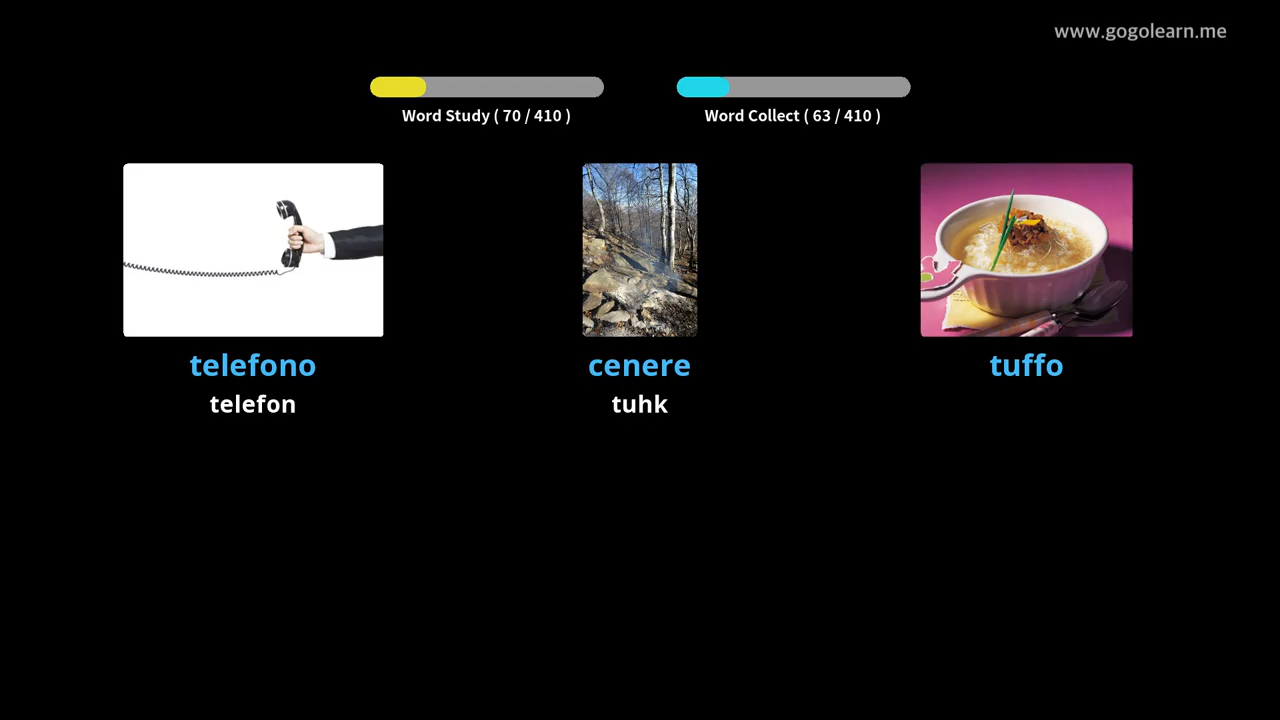 www.gogolearn.me
Word Study ( 70 / 410 )
Word Collect ( 63 / 410 )
telefono
telefon
cenere
tuhk
tuffo